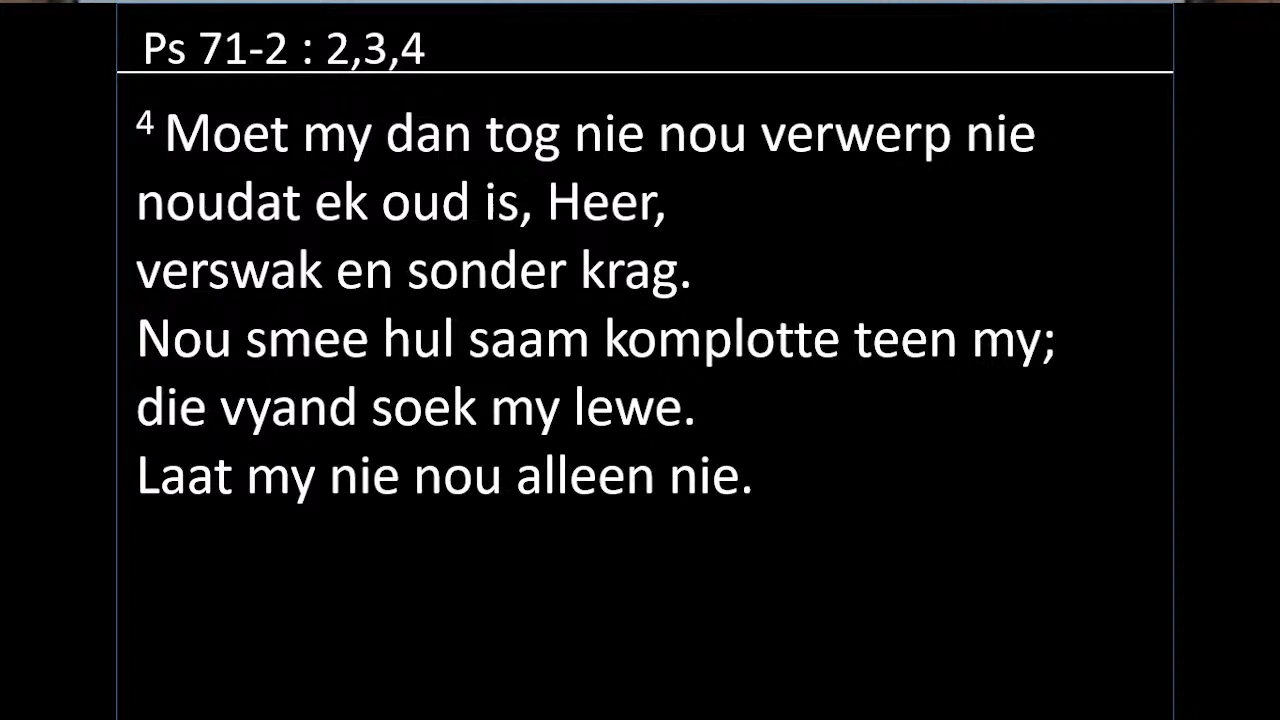 Ps 71-2 : 2,3,4
⁴ Moet my dan tog nie nou verwerp nie
noudat ek oud is, Heer,
verswak en sonder krag.
Nou smee hul saam komplotte teen my;
die vyand soek my lewe.
Laat my nie nou alleen nie.